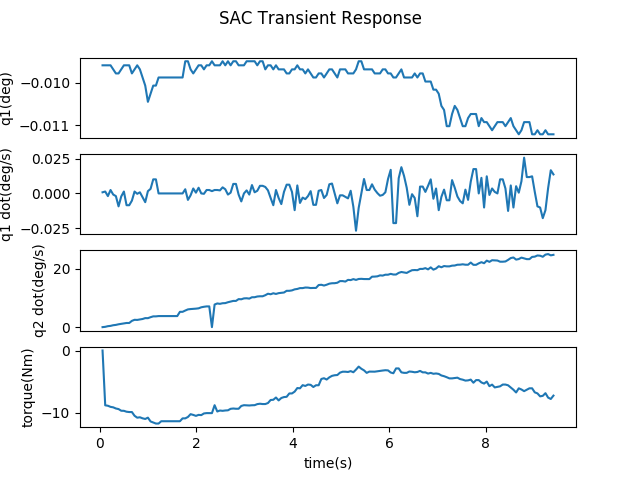 SAC Transient Response
q1(deg)
−0.010
−0.011
q1 dot(deg/s)
0.025
0.000
−0.025
q2 dot(deg/s)
20
0
torque(Nm)
0
−10
0 2 4 6 8
time(s)